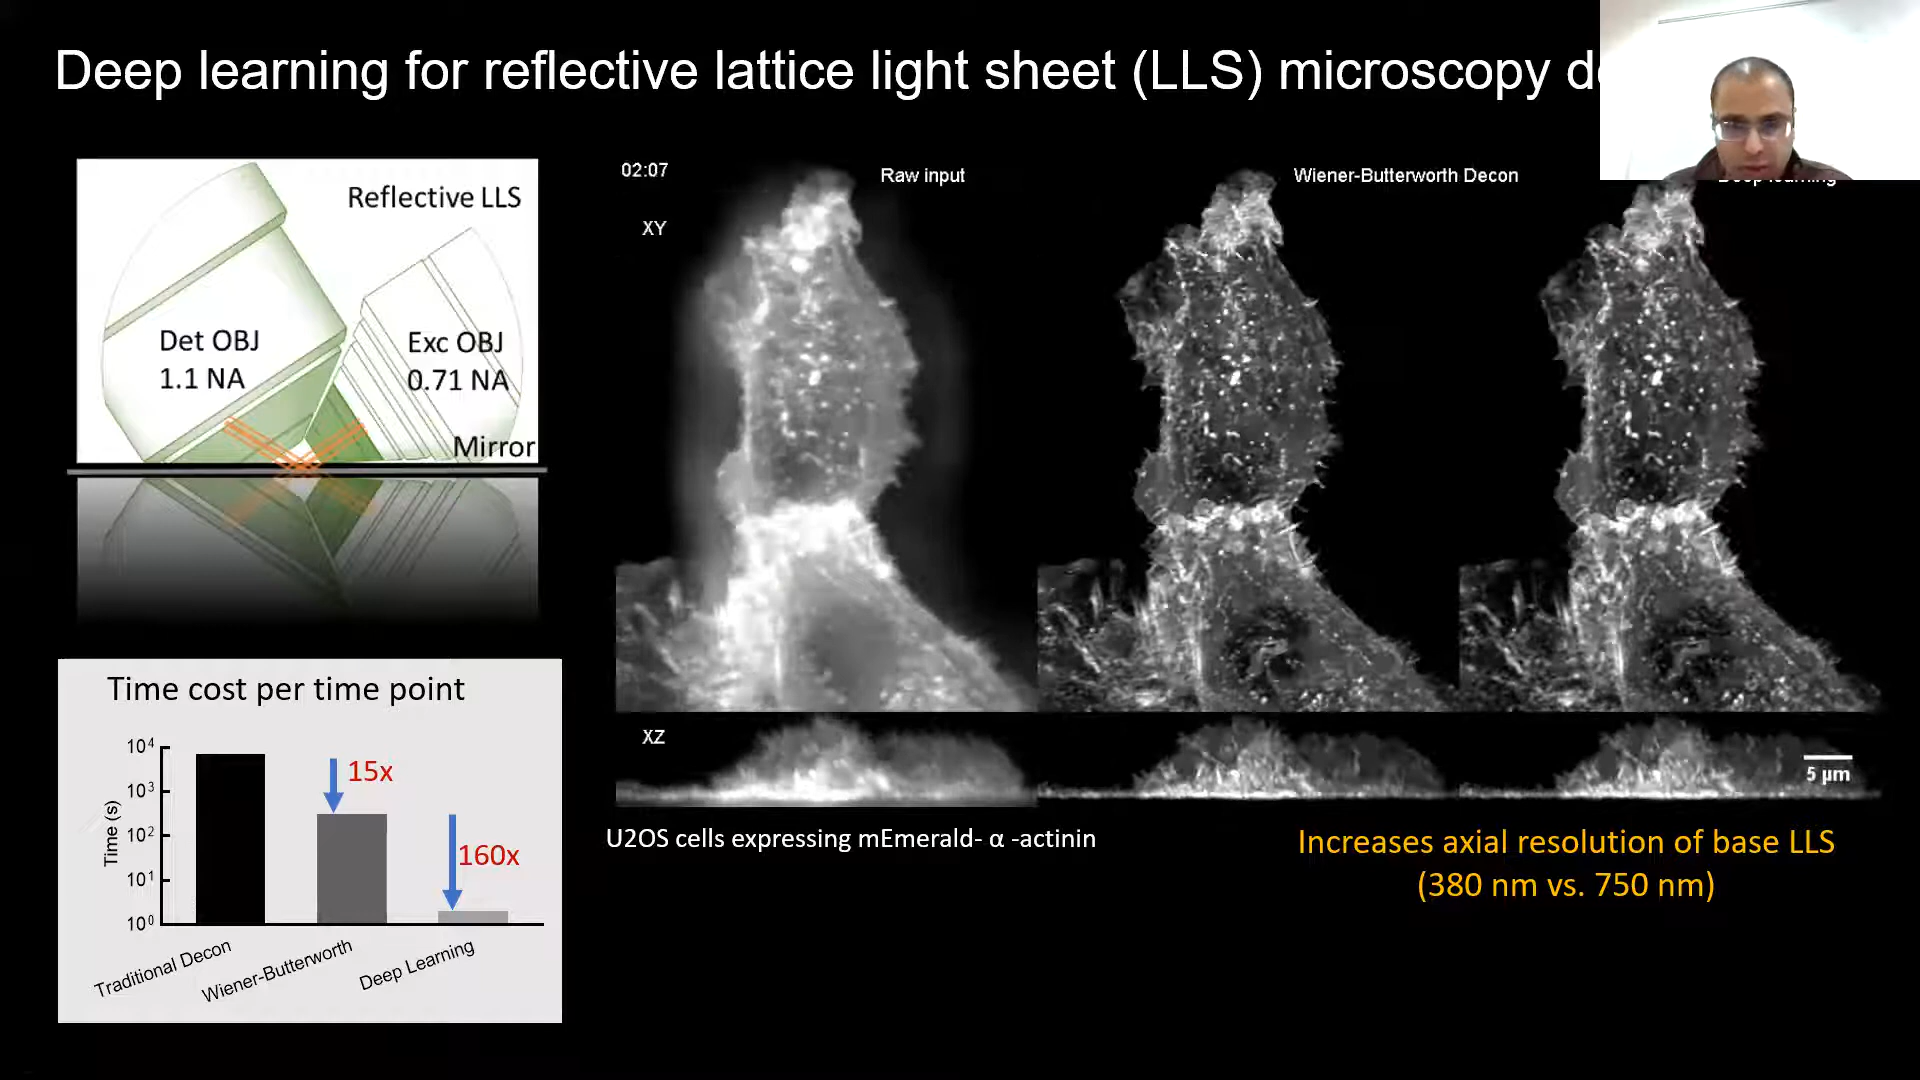 Deep learning for reflective lattice light sheet (LLS) microscopy
Reflective LLS
Det OBJ
1.1 NA
Exc OBJ
0.71 NA
Mirror
02:07
Raw input
Wiener-Butterworth Decon
Deep learning
XY
XZ
5 µm
U2OS cells expressing mEmerald- α -actinin
Increases axial resolution of base LLS
(380 nm vs. 750 nm)
Time cost per time point
Time (s)
10⁴
10³
10²
10¹
10⁰
15x
160x
Traditional Decon
Wiener-Butterworth
Deep Learning